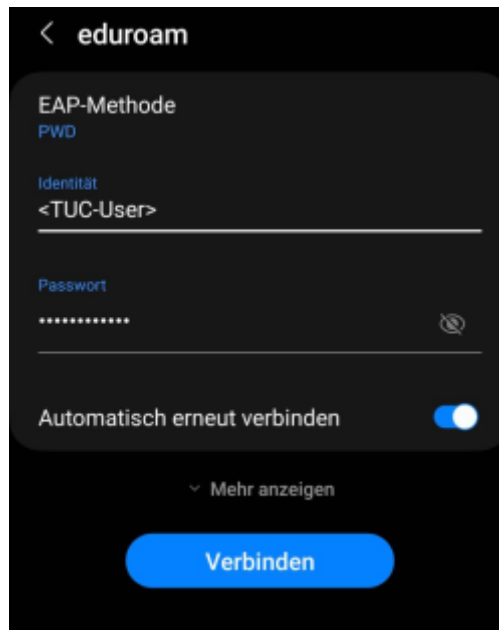 eduroam
EAP-Methode
PWD
Identität
<TUC-User>
Passwort
••••••••••••
Automatisch erneut verbinden
Mehr anzeigen
Verbinden